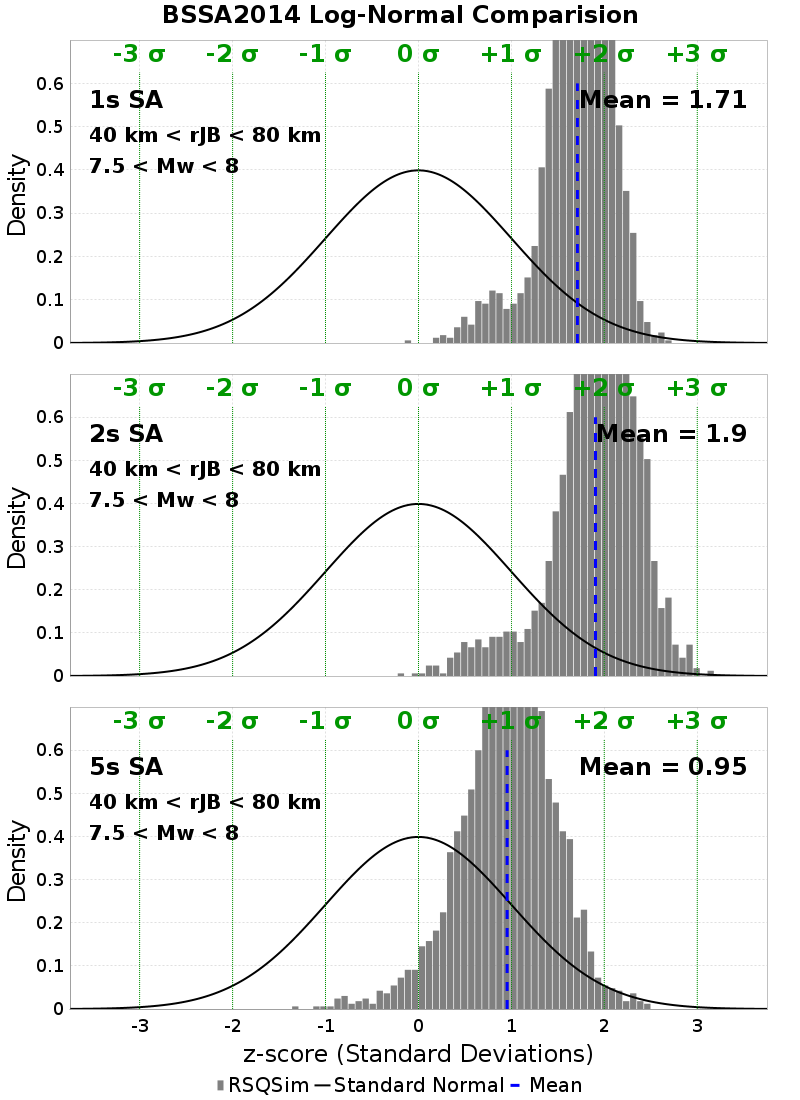 BSSA2014 Log-Normal Comparision
-3 σ -2 σ -1 σ 0 σ +1 σ +2 σ +3 σ
1s SA
Mean = 1.71
40 km < rJB < 80 km
7.5 < Mw < 8
Density
0.6
0.5
0.4
0.3
0.2
0.1
0
-3 σ -2 σ -1 σ 0 σ +1 σ +2 σ +3 σ
2s SA
Mean = 1.9
40 km < rJB < 80 km
7.5 < Mw < 8
Density
0.6
0.5
0.4
0.3
0.2
0.1
0
-3 σ -2 σ -1 σ 0 σ +1 σ +2 σ +3 σ
5s SA
Mean = 0.95
40 km < rJB < 80 km
7.5 < Mw < 8
Density
0.6
0.5
0.4
0.3
0.2
0.1
0
-3 -2 -1 0 1 2 3
z-score (Standard Deviations)
RSQSim Standard Normal Mean